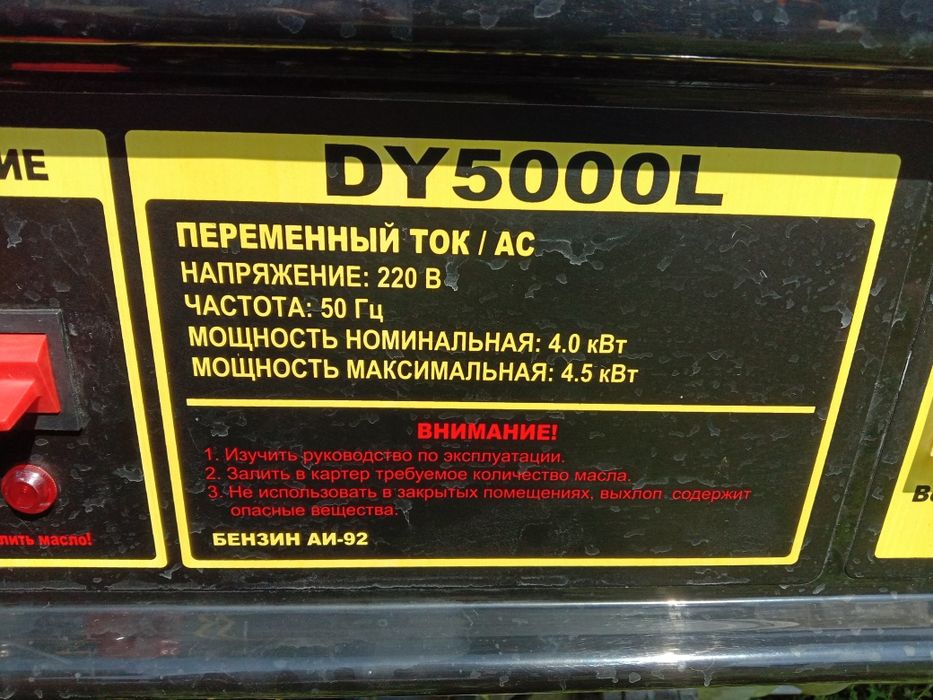 DY5000L
ПЕРЕМЕННЫЙ ТОК / AC
НАПРЯЖЕНИЕ: 220 В
ЧАСТОТА: 50 Гц
МОЩНОСТЬ НОМИНАЛЬНАЯ: 4.0 кВт
МОЩНОСТЬ МАКСИМАЛЬНАЯ: 4.5 кВт
ВНИМАНИЕ!
1. Изучить руководство по эксплуатации.
2. Залить в картер требуемое количество масла.
3. Не использовать в закрытых помещениях, выхлоп содержит
опасные вещества.
БЕНЗИН АИ-92
масло!